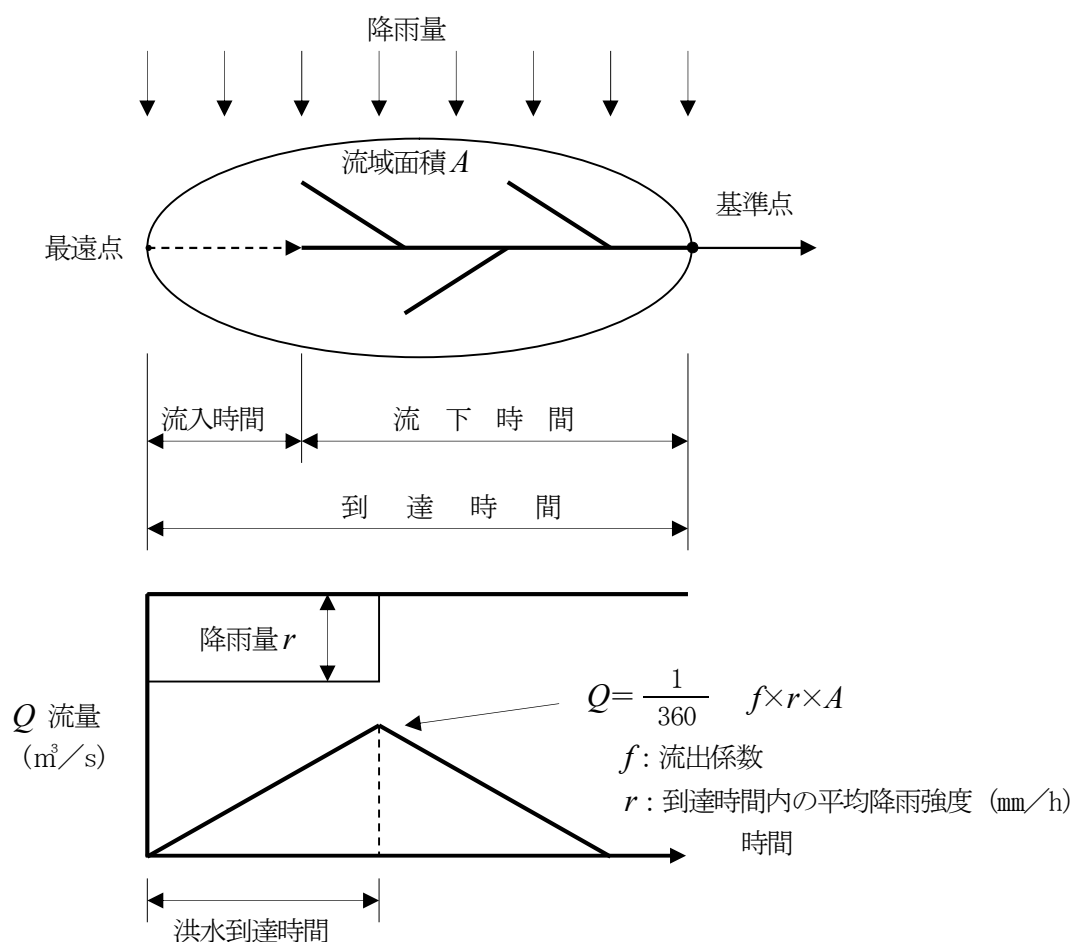 降雨量
流域面積A
基準点
最遠点
流入時間
流 下 時 間
到 達 時 間
降雨量r
Q=1/360 f×r×A
Q 流量
(㎥/s)
f:流出係数
r:到達時間内の平均降雨強度(㎜/h)
時間
洪水到達時間